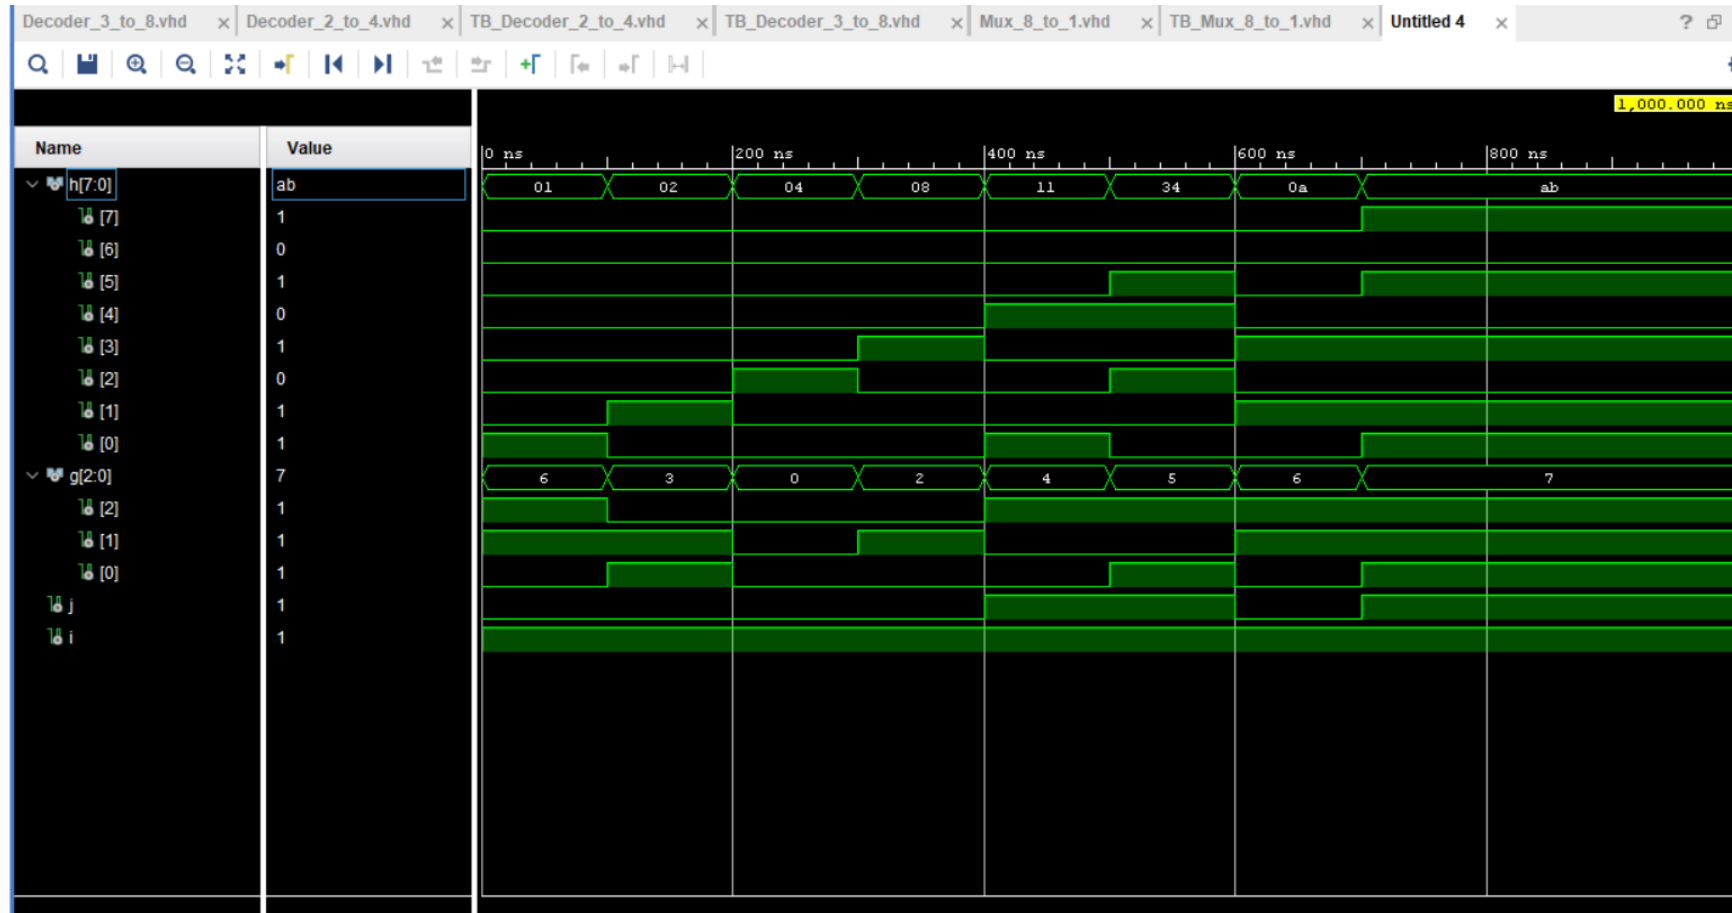 Decoder_3_to_8.vhd × Decoder_2_to_4.vhd × TB_Decoder_2_to_4.vhd × TB_Decoder_3_to_8.vhd × Mux_8_to_1.vhd × TB_Mux_8_to_1.vhd × Untitled 4 × ?
1,000.000 ns
Name Value 0 ns 200 ns 400 ns 600 ns 800 ns
h[7:0] ab 01 02 04 08 11 34 0a ab
[7] 1
[6] 0
[5] 1
[4] 0
[3] 1
[2] 0
[1] 1
[0] 1
g[2:0] 7 6 3 0 2 4 5 6 7
[2] 1
[1] 1
[0] 1
j 1
i 1